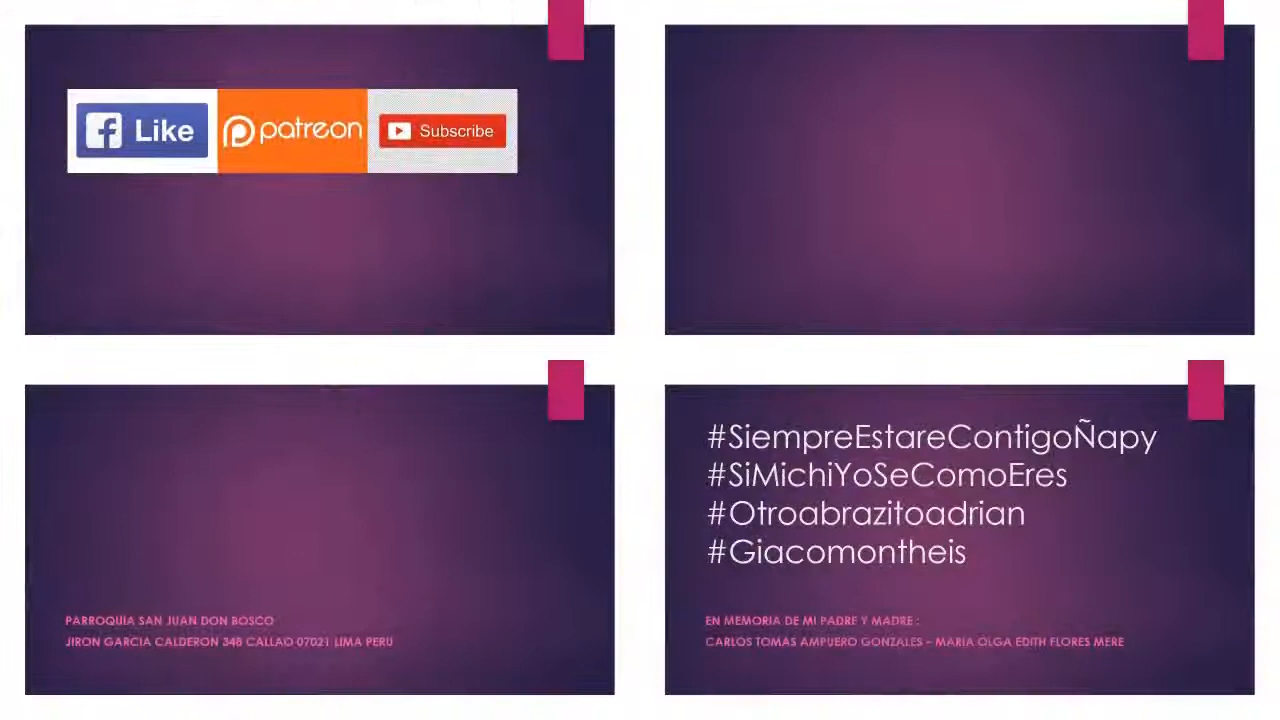 Like patreon Subscribe
PARROQUIA SAN JUAN DON BOSCO
JIRON GARCIA CALDERON 348 CALLAO 07021 LIMA PERU
#SiempreEstareContigoÑapy
#SiMichiYoSeComoEres
#Otroabrazitoadrian
#Giacomontheis
EN MEMORIA DE MI PADRE Y MADRE :
CARLOS TOMAS AMPUERO GONZALES – MARIA OLGA EDITH FLORES MERE